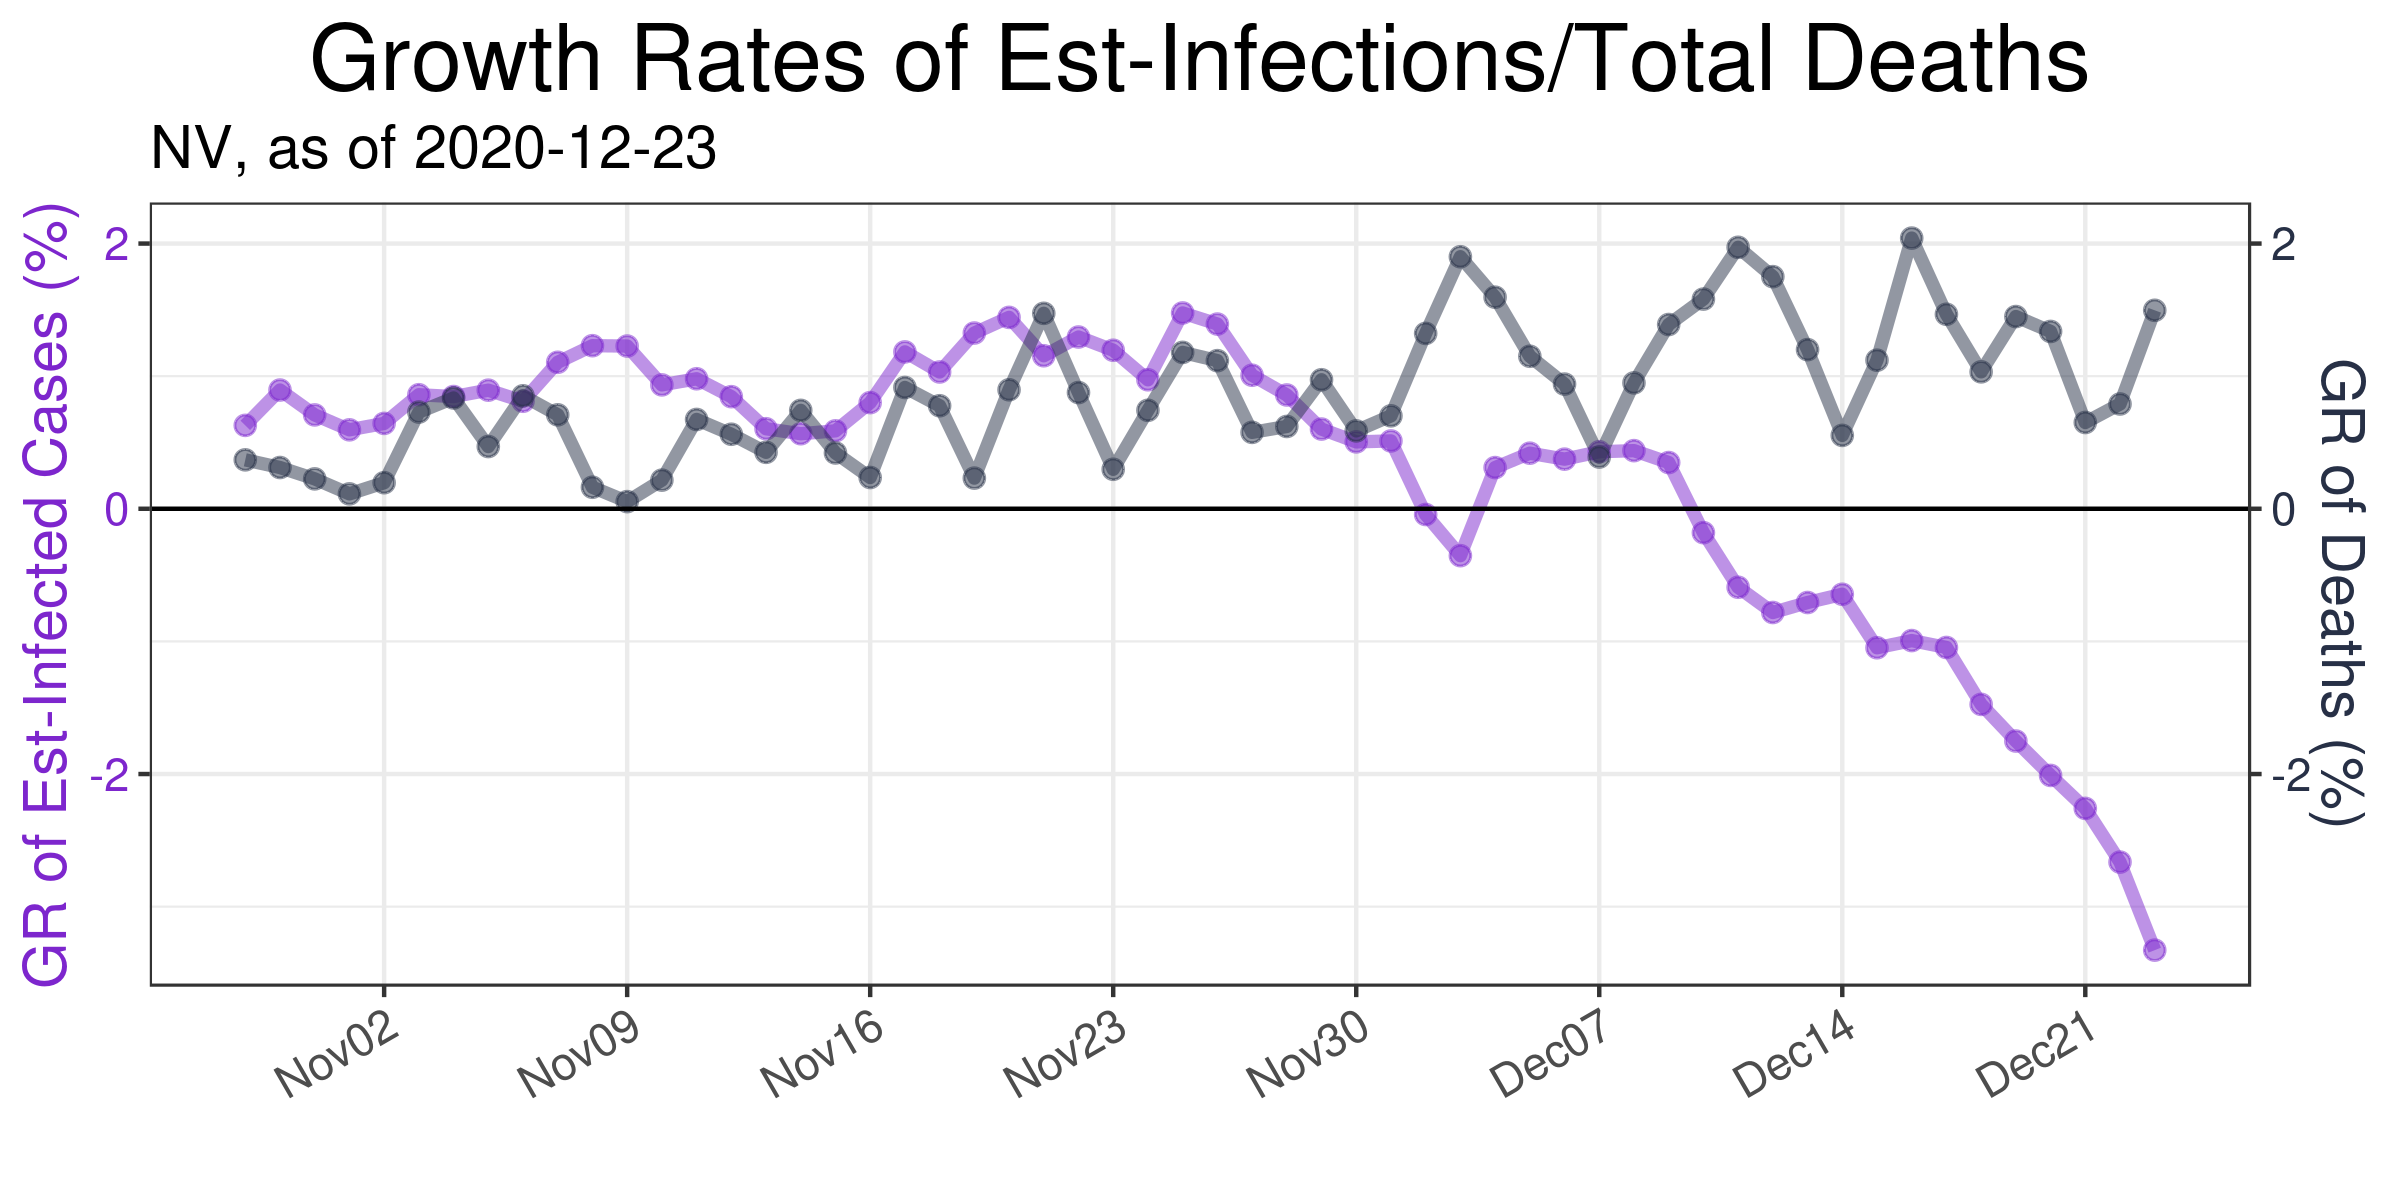 Growth Rates of Est-Infections/Total Deaths
NV, as of 2020-12-23
GR of Est-Infected Cases (%)
2
0
-2
2
0
-2
GR of Deaths (%)
Nov02
Nov09
Nov16
Nov23
Nov30
Dec07
Dec14
Dec21